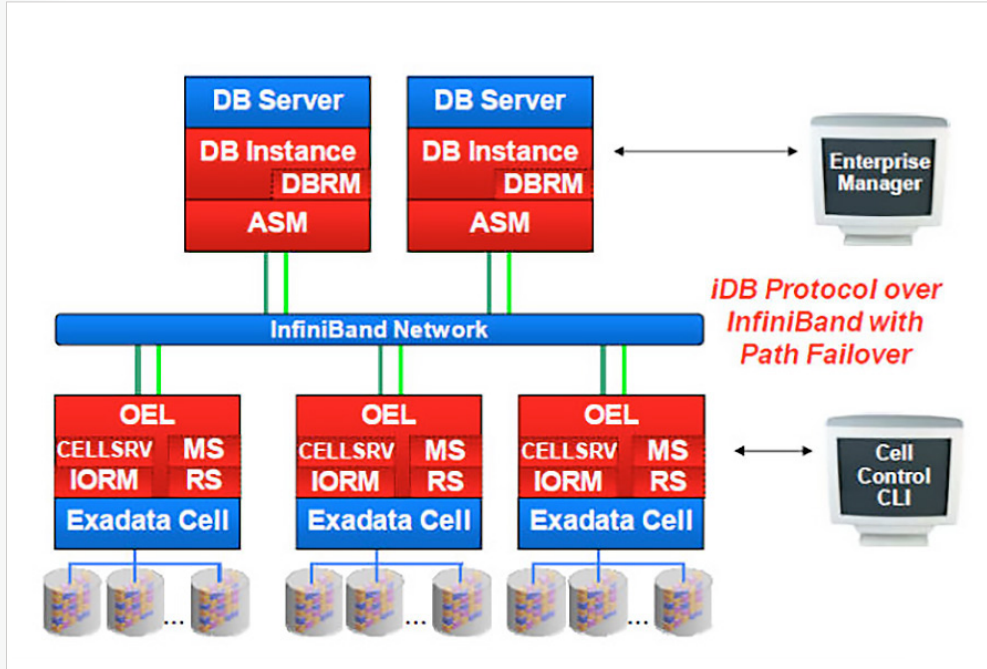 DB Server
DB Instance
DBRM
ASM
DB Server
DB Instance
DBRM
ASM
Enterprise
Manager
iDB Protocol over
InfiniBand with
Path Failover
InfiniBand Network
OEL
CELLSRV MS
IORM RS
Exadata Cell
...
OEL
CELLSRV MS
IORM RS
Exadata Cell
...
OEL
CELLSRV MS
IORM RS
Exadata Cell
...
Cell
Control
CLI